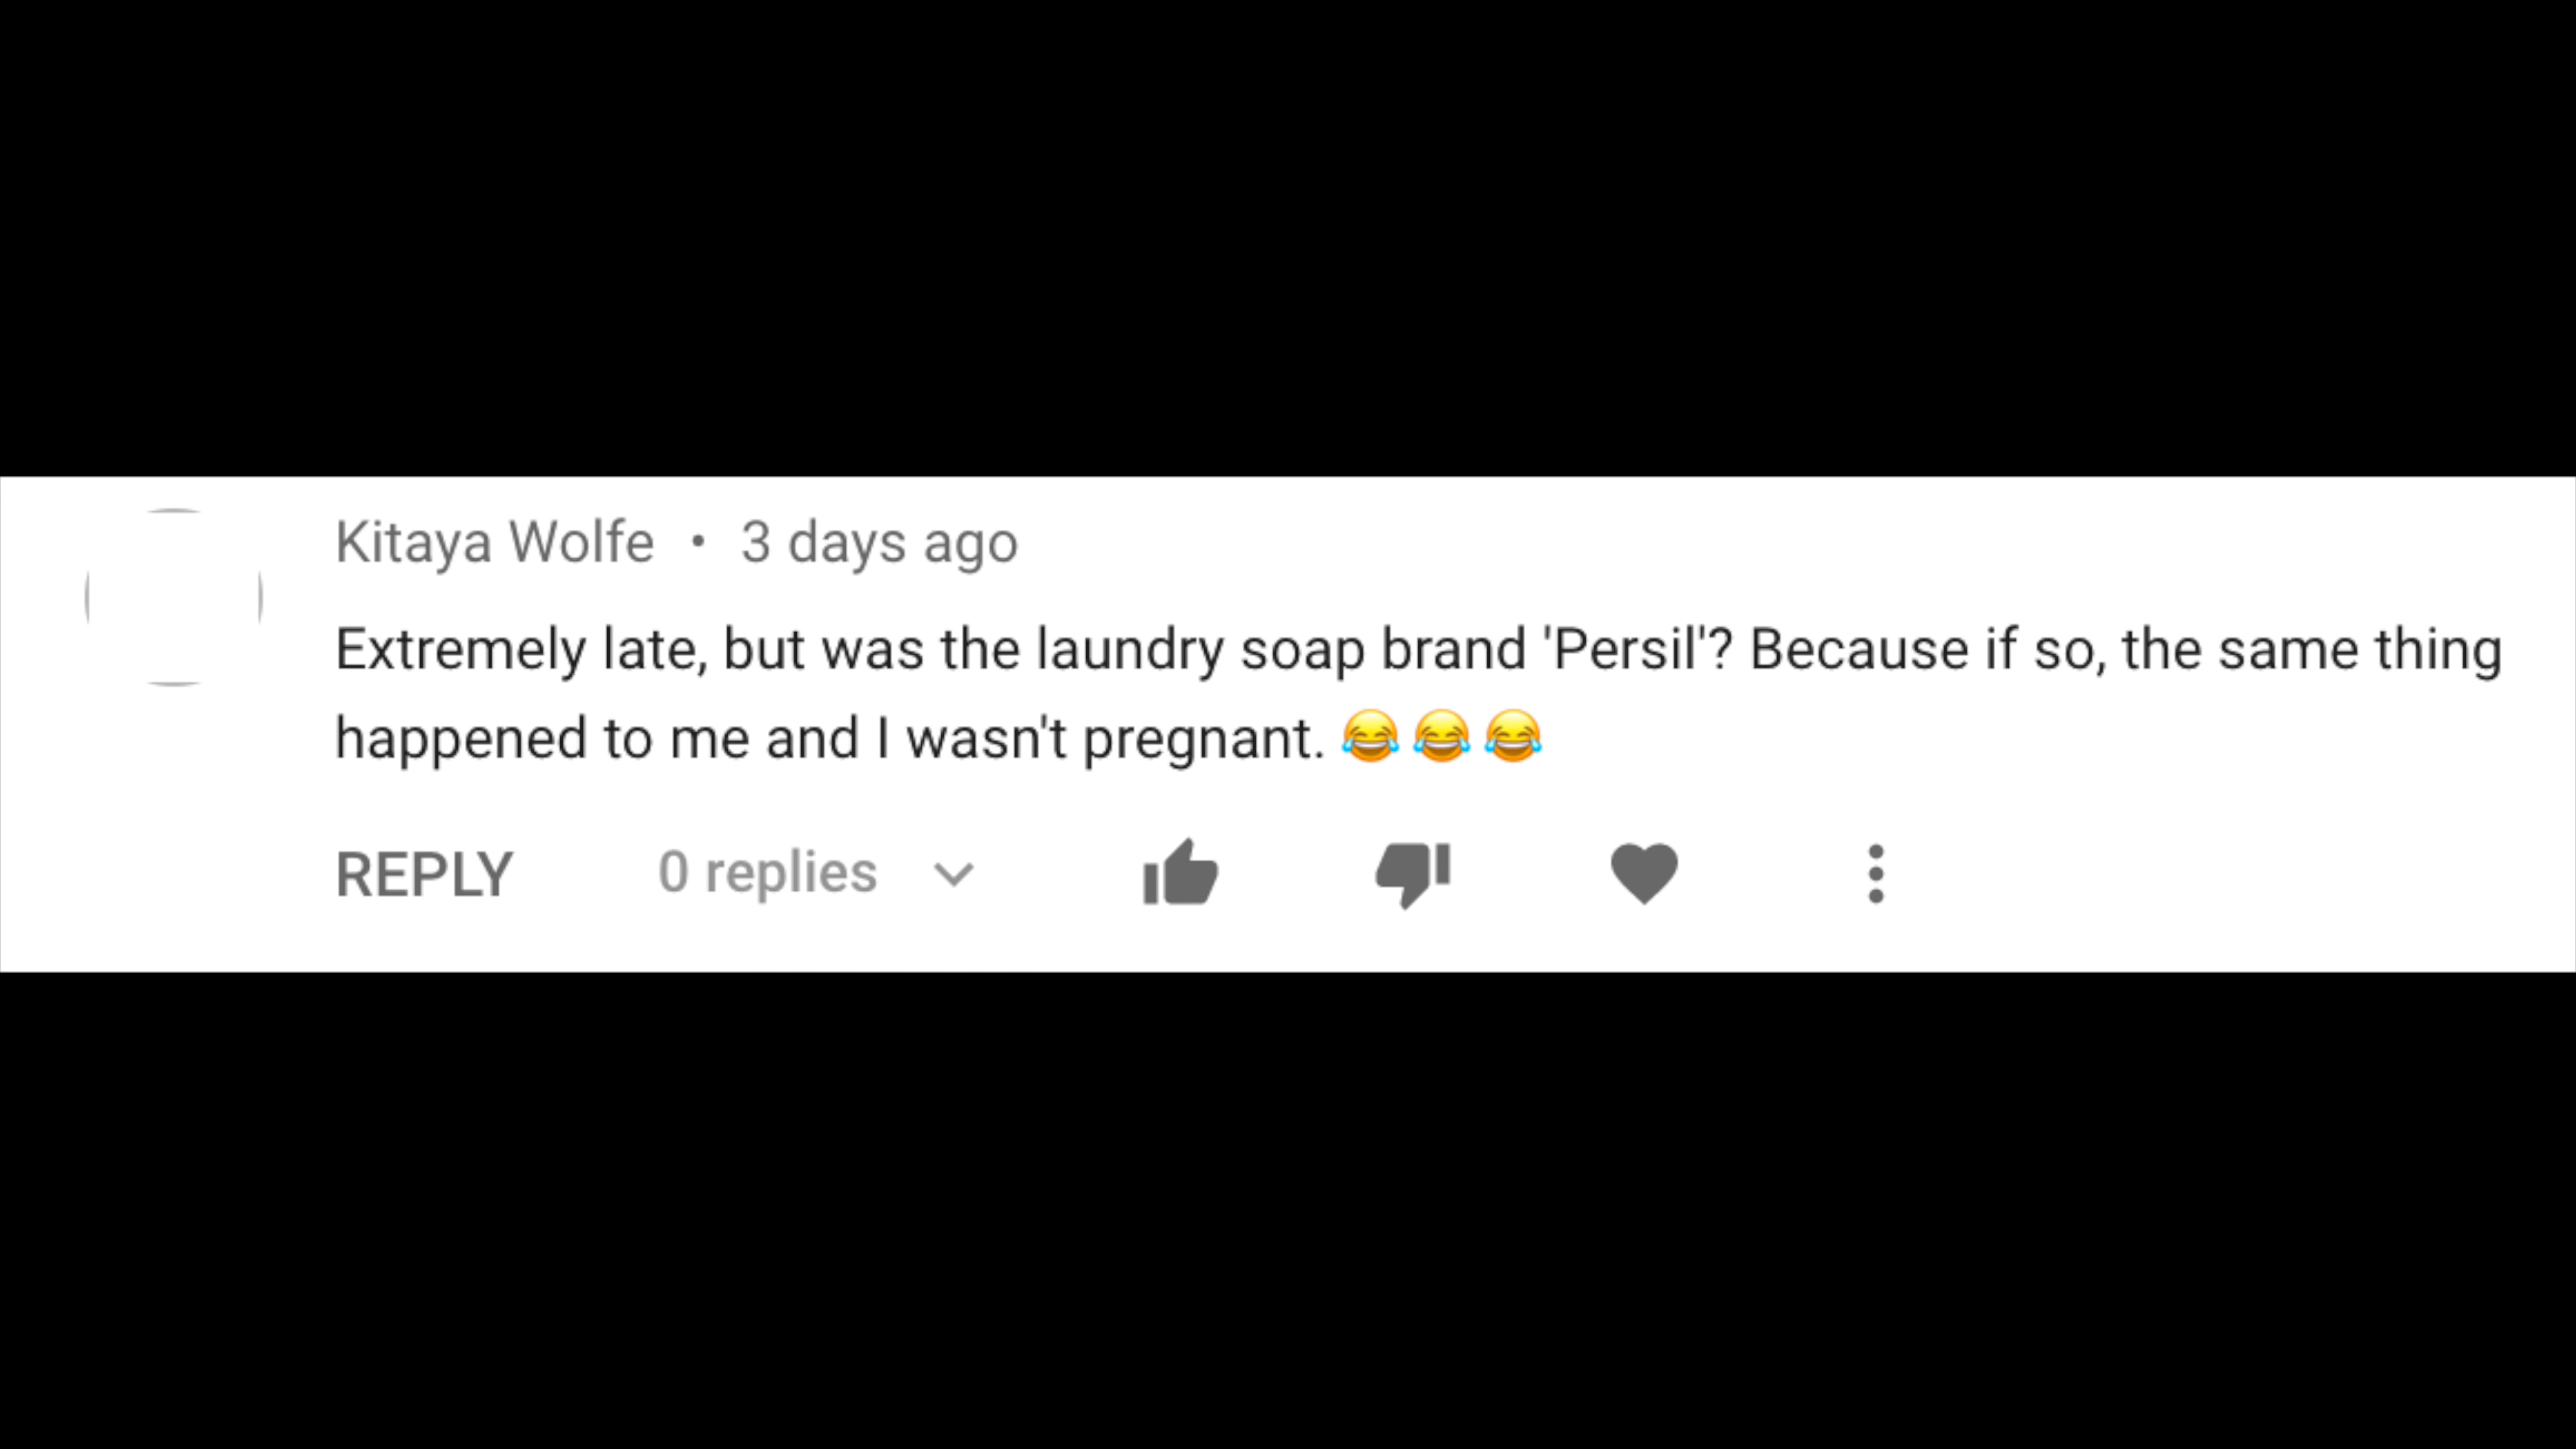 Kitaya Wolfe • 3 days ago
Extremely late, but was the laundry soap brand 'Persil'? Because if so, the same thing
happened to me and I wasn't pregnant. 😂😂😂
REPLY 0 replies